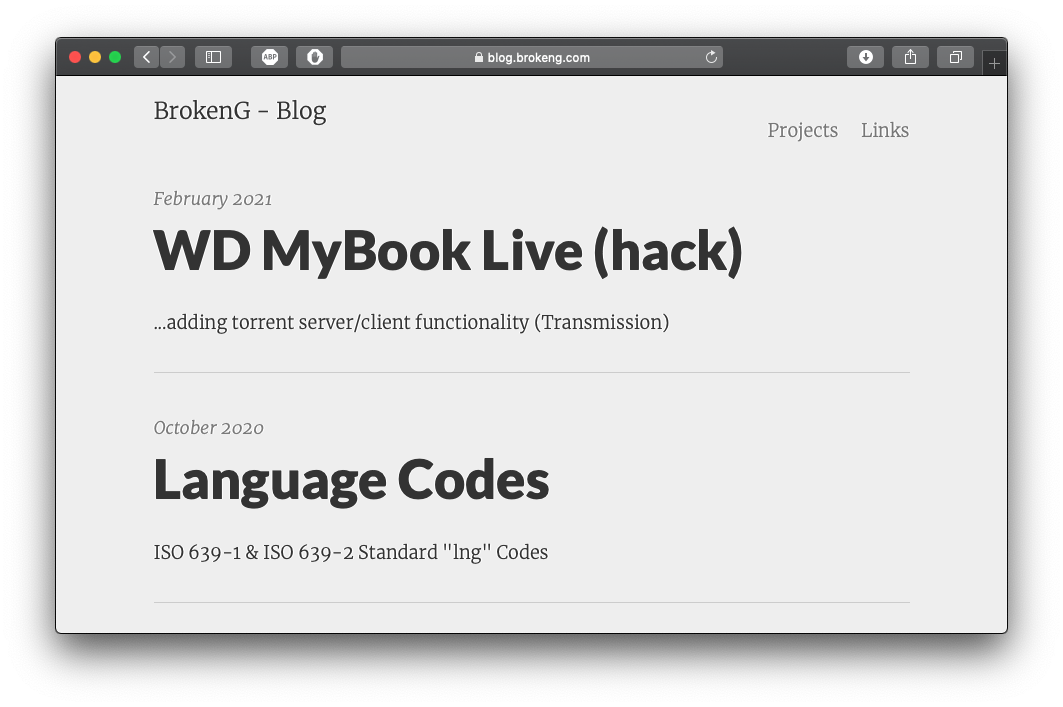 ABP
blog.brokeng.com
BrokenG - Blog
Projects Links
February 2021
WD MyBook Live (hack)
...adding torrent server/client functionality (Transmission)
October 2020
Language Codes
ISO 639-1 & ISO 639-2 Standard "lng" Codes